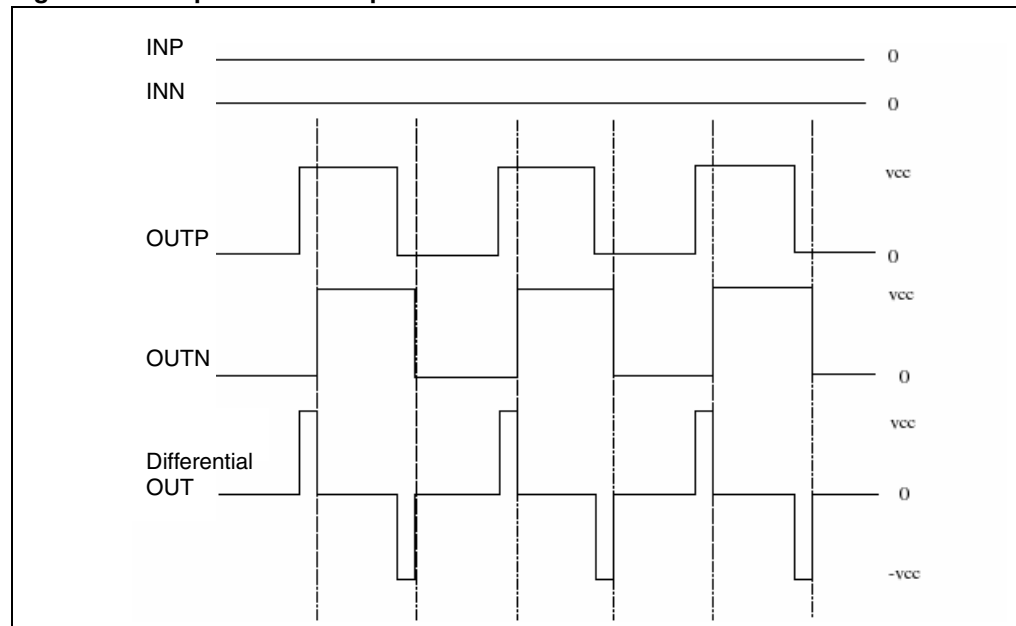 INP 0
INN 0
vcc
OUTP 0
vcc
OUTN 0
vcc
Differential
OUT 0
-vcc